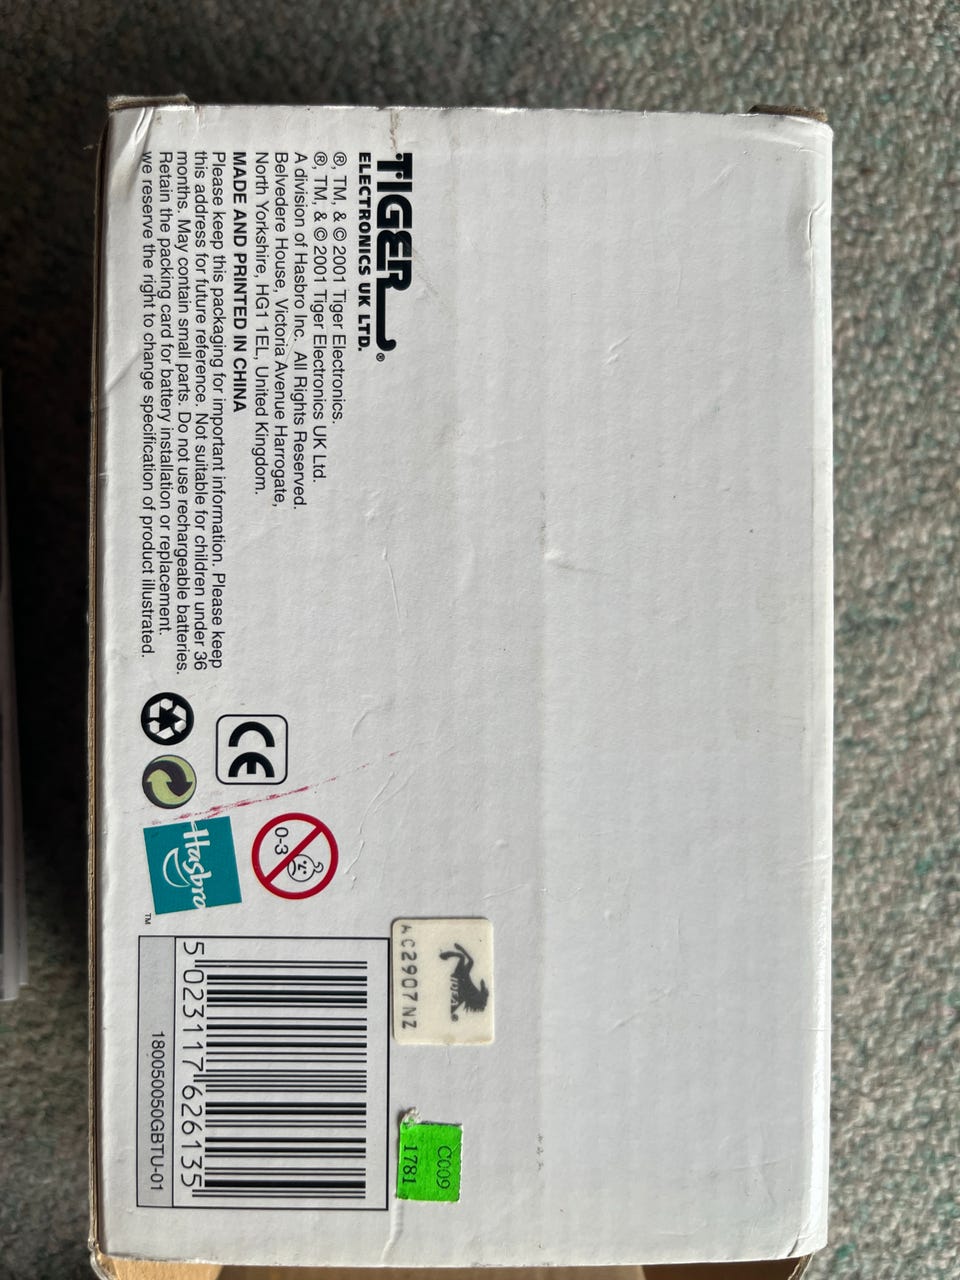 TIGER®
ELECTRONICS UK LTD.
®, TM, & © 2001 Tiger Electronics.
®, TM, & © 2001 Tiger Electronics UK Ltd.
A division of Hasbro Inc. All Rights Reserved.
Belvedere House, Victoria Avenue Harrogate,
North Yorkshire, HG1 1EL, United Kingdom.
MADE AND PRINTED IN CHINA
Please keep this packaging for important information. Please keep
this address for future reference. Not suitable for children under 36
months. May contain small parts. Do not use rechargeable batteries.
Retain the packing card for battery installation or replacement.
we reserve the right to change specification of product illustrated.
CE
0-3
Hasbro
TM
®
AC2907NZ
C009
1781
5 023117 626135
180050050GBTU-01